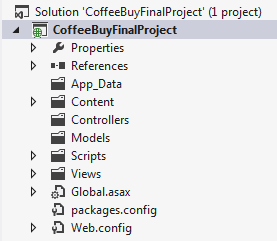 Solution 'CoffeeBuyFinalProject' (1 project)
CoffeeBuyFinalProject
Properties
References
App_Data
Content
Controllers
Models
Scripts
Views
Global.asax
packages.config
Web.config